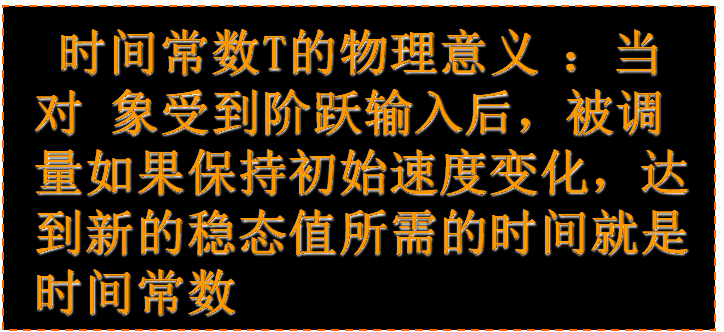 时间常数T的物理意义 ：当
对 象受到阶跃输入后，被调
量如果保持初始速度变化，达
到新的稳态值所需的时间就是
时间常数